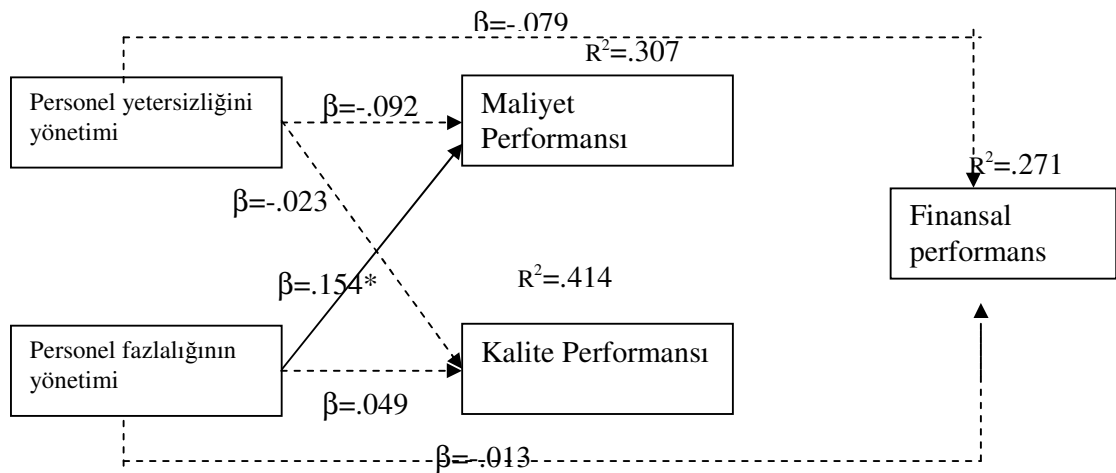 β=-.079
R²=.307
Personel yetersizliğini
yönetimi
β=-.092
Maliyet
Performansı
R²=.271
β=-.023
Finansal
performans
β=.154*
R²=.414
Personel fazlalığının
yönetimi
Kalite Performansı
β=.049
β=-.013